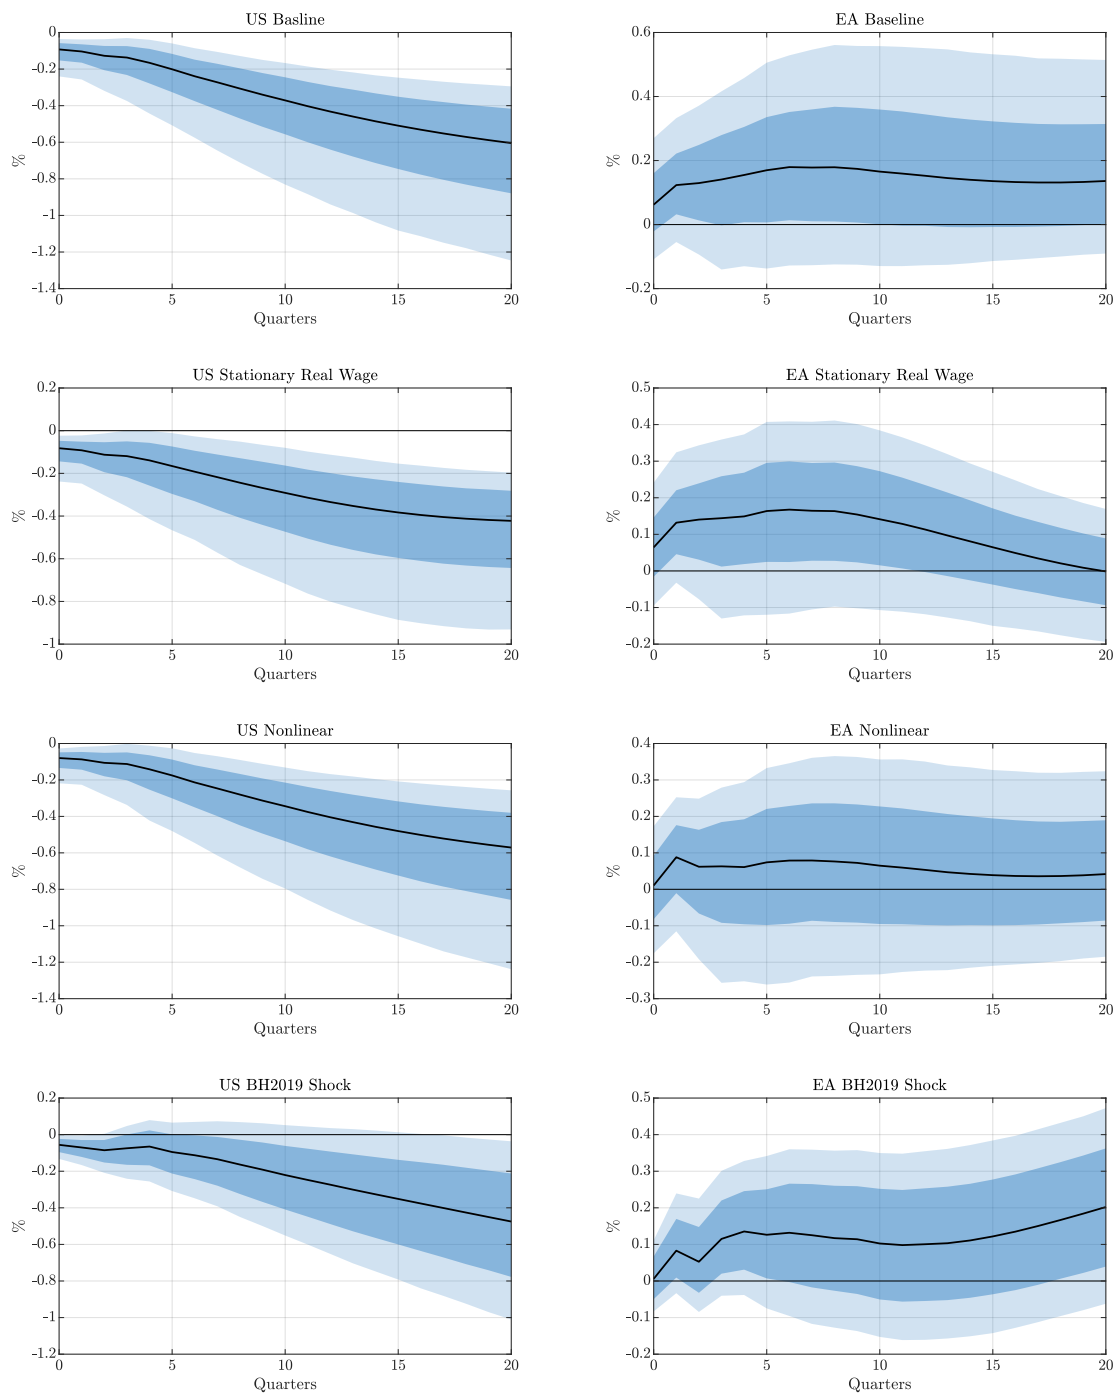 US Basline
0
-0.2
-0.4
-0.6
-0.8
-1
-1.2
-1.4
%
0 5 10 15 20
Quarters
EA Baseline
0.6
0.4
0.2
0
-0.2
%
0 5 10 15 20
Quarters
US Stationary Real Wage
0.2
0
-0.2
-0.4
-0.6
-0.8
-1
%
0 5 10 15 20
Quarters
EA Stationary Real Wage
0.5
0.4
0.3
0.2
0.1
0
-0.1
-0.2
%
0 5 10 15 20
Quarters
US Nonlinear
0
-0.2
-0.4
-0.6
-0.8
-1
-1.2
-1.4
%
0 5 10 15 20
Quarters
EA Nonlinear
0.4
0.3
0.2
0.1
0
-0.1
-0.2
-0.3
%
0 5 10 15 20
Quarters
US BH2019 Shock
0.2
0
-0.2
-0.4
-0.6
-0.8
-1
-1.2
%
0 5 10 15 20
Quarters
EA BH2019 Shock
0.5
0.4
0.3
0.2
0.1
0
-0.1
-0.2
%
0 5 10 15 20
Quarters